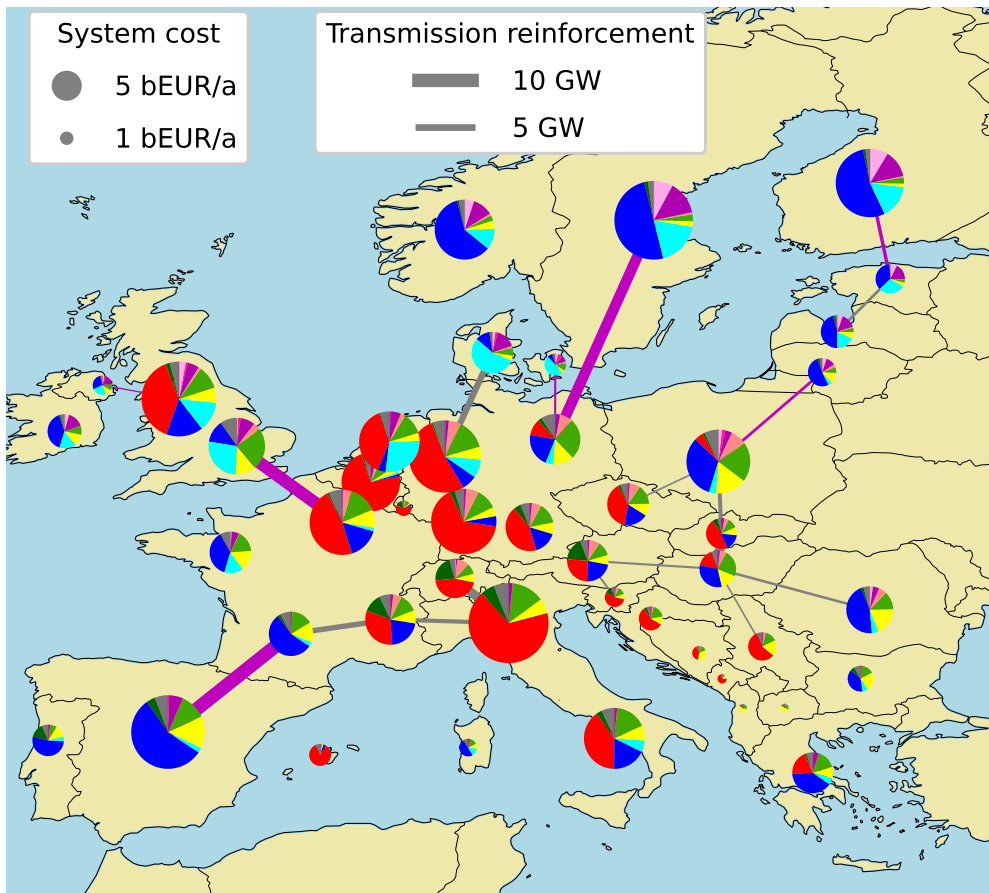 System cost
5 bEUR/a
1 bEUR/a
Transmission reinforcement
10 GW
5 GW